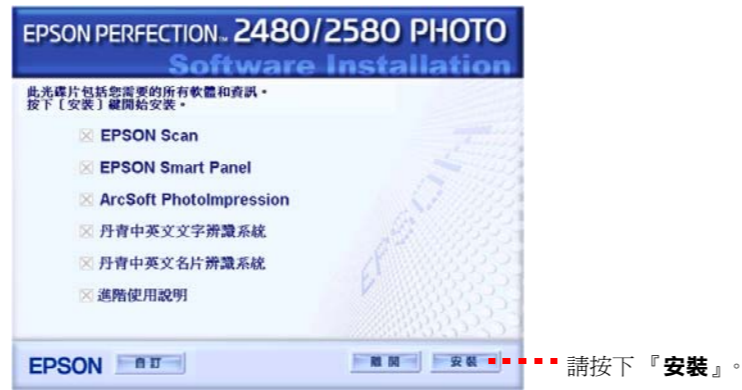 EPSON PERFECTION™ 2480/2580 PHOTO
Software Installation
此光碟片包括您需要的所有軟體和資訊。
按下〔安裝〕鍵開始安裝。
EPSON Scan
EPSON Smart Panel
ArcSoft PhotoImpression
丹青中英文文字辨識系統
丹青中英文名片辨識系統
進階使用說明
EPSON
EPSON 自訂 離開 安裝 請按下『安裝』。